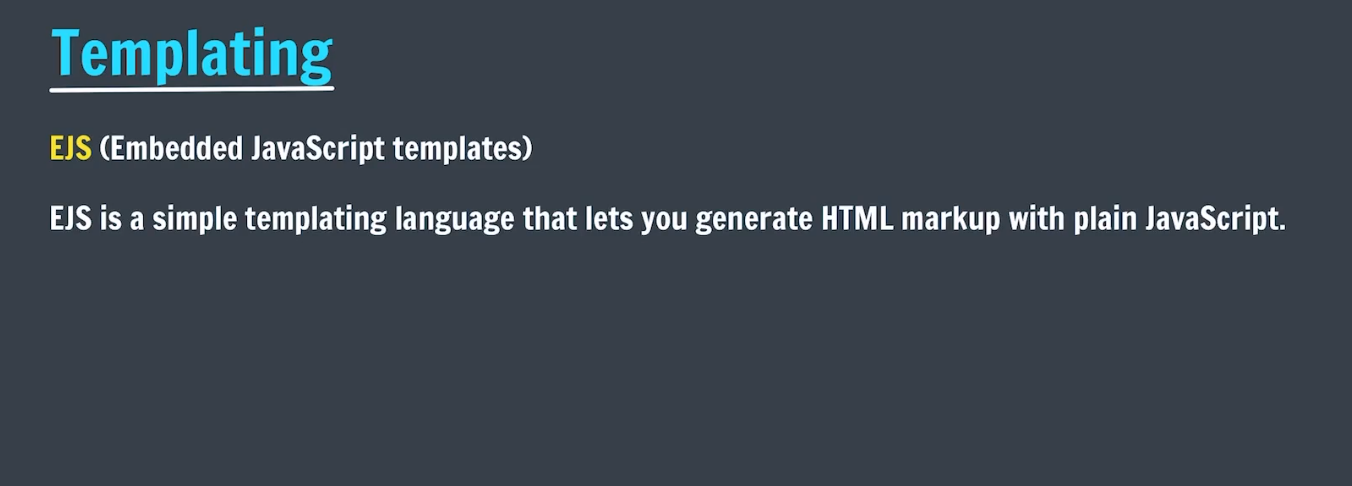 Templating
EJS (Embedded JavaScript templates)
EJS is a simple templating language that lets you generate HTML markup with plain JavaScript.